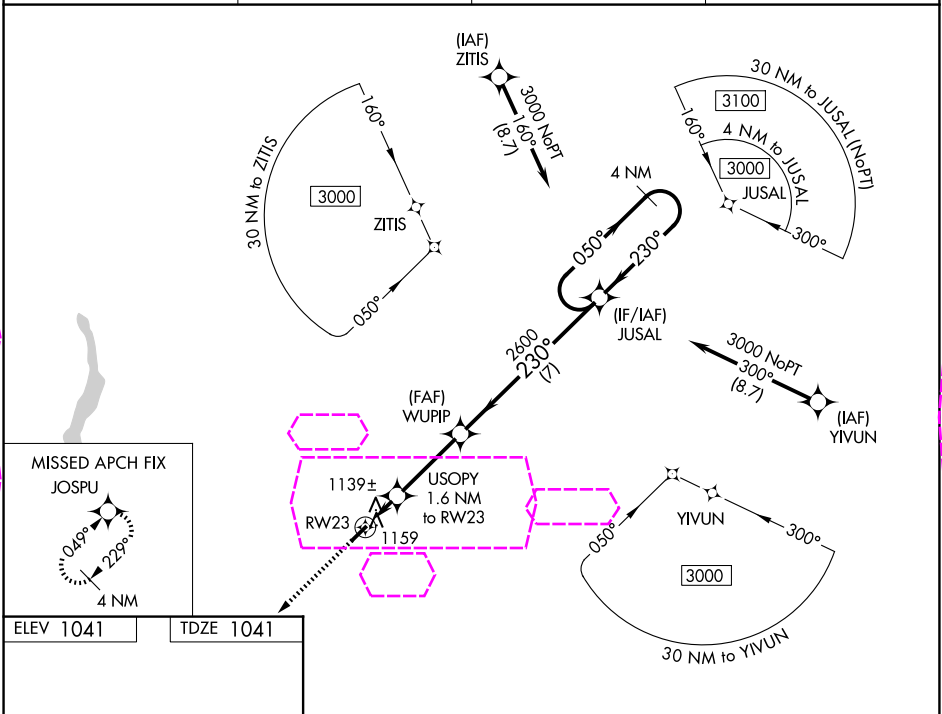 (IAF)
ZITIS
3000 NoPT
160°
(8.7)
30 NM to ZITIS
160°
3000
ZITIS
050°
30 NM to JUSAL (NoPT)
3100
160°
4 NM to JUSAL
3000
JUSAL
300°
4 NM
050°
230°
(IF/IAF)
JUSAL
2600
230°
(7)
3000 NoPT
300°
(8.7)
(IAF)
YIVUN
(FAF)
WUPIP
MISSED APCH FIX
JOSPU
049°
229°
4 NM
1139±
USOPY
1.6 NM
to RW23
RW23
1159
YIVUN
050°
300°
3000
30 NM to YIVUN
ELEV 1041
TDZE 1041